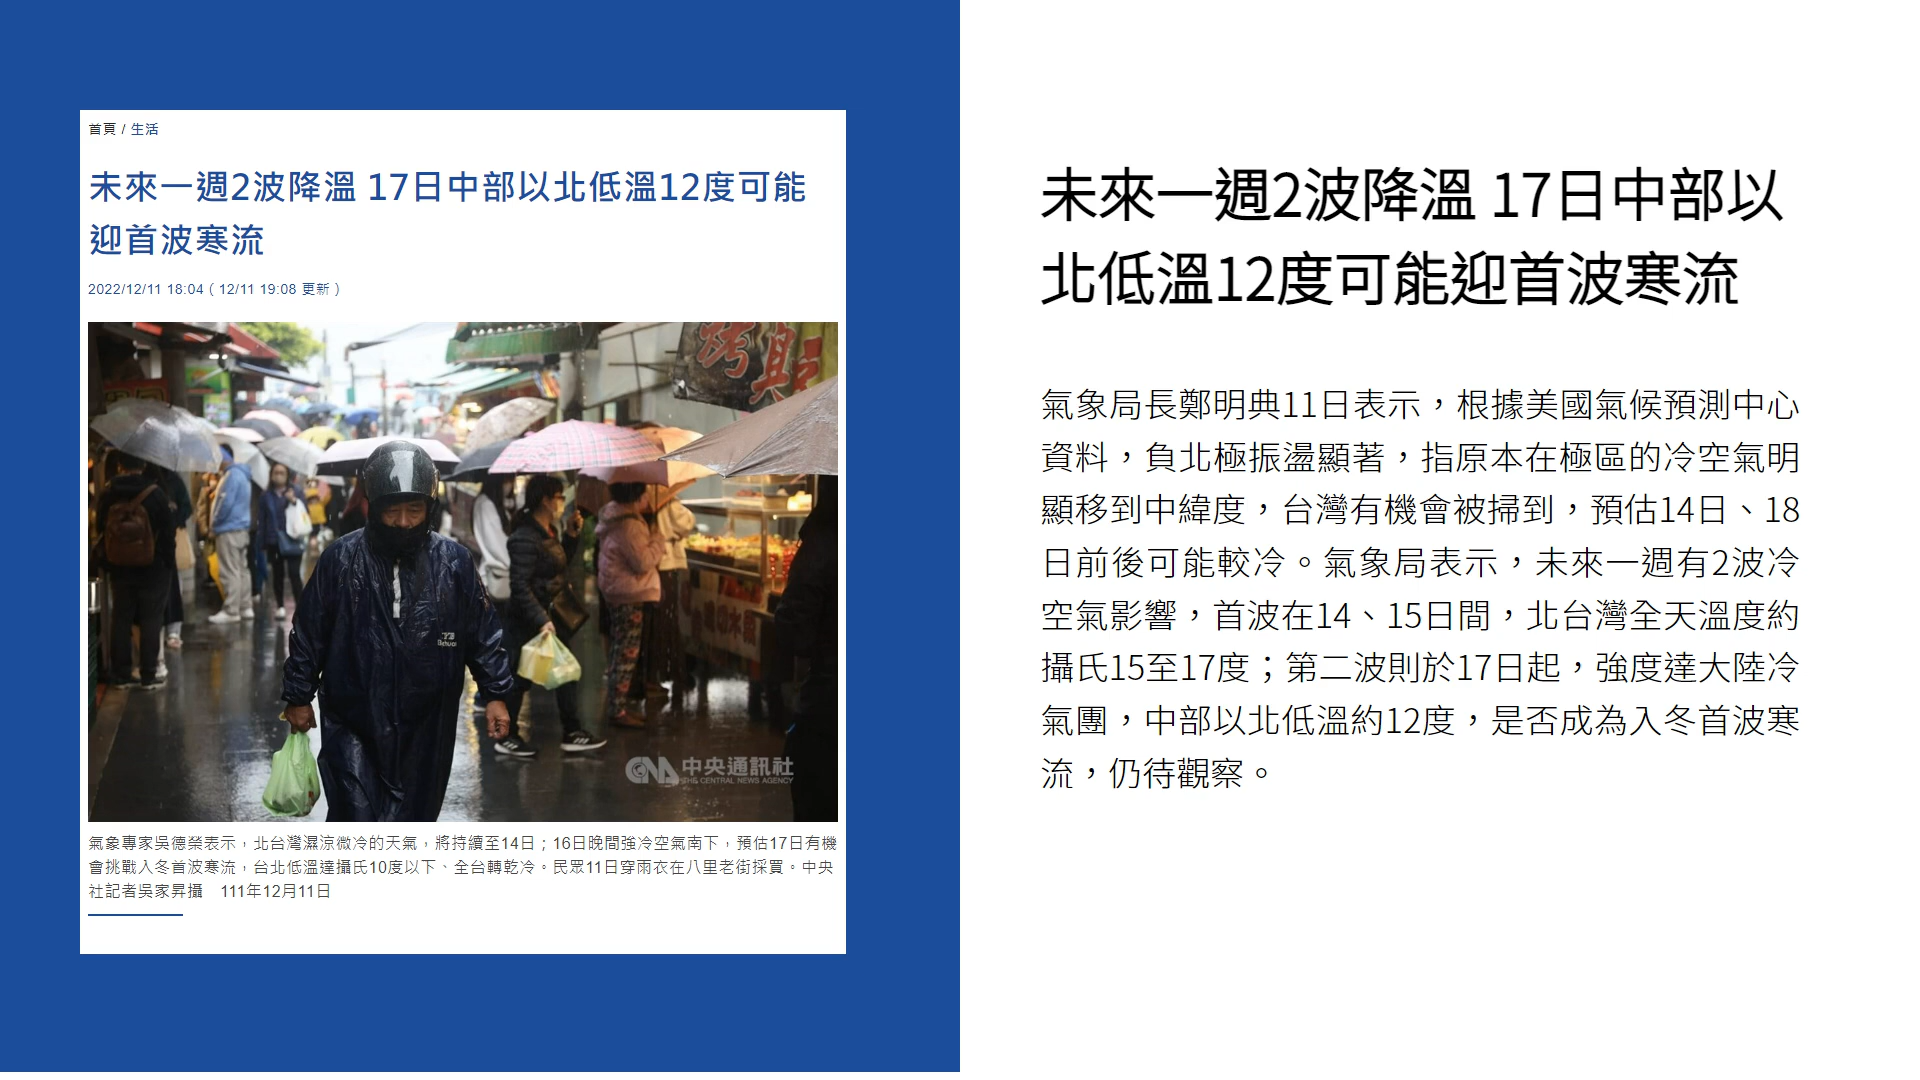 首頁 / 生活
未來一週2波降溫 17日中部以北低溫12度可能
迎首波寒流
2022/12/11 18:04（12/11 19:08 更新）
中央通訊社
THE CENTRAL NEWS AGENCY
氣象專家吳德榮表示，北台灣濕涼微冷的天氣，將持續至14日；16日晚間強冷空氣南下，預估17日有機
會挑戰入冬首波寒流，台北低溫達攝氏10度以下、全台轉乾冷。民眾11日穿雨衣在八里老街採買。中央
社記者吳家昇攝　111年12月11日
未來一週2波降溫 17日中部以
北低溫12度可能迎首波寒流
氣象局長鄭明典11日表示，根據美國氣候預測中心
資料，負北極振盪顯著，指原本在極區的冷空氣明
顯移到中緯度，台灣有機會被掃到，預估14日、18
日前後可能較冷。氣象局表示，未來一週有2波冷
空氣影響，首波在14、15日間，北台灣全天溫度約
攝氏15至17度；第二波則於17日起，強度達大陸冷
氣團，中部以北低溫約12度，是否成為入冬首波寒
流，仍待觀察。